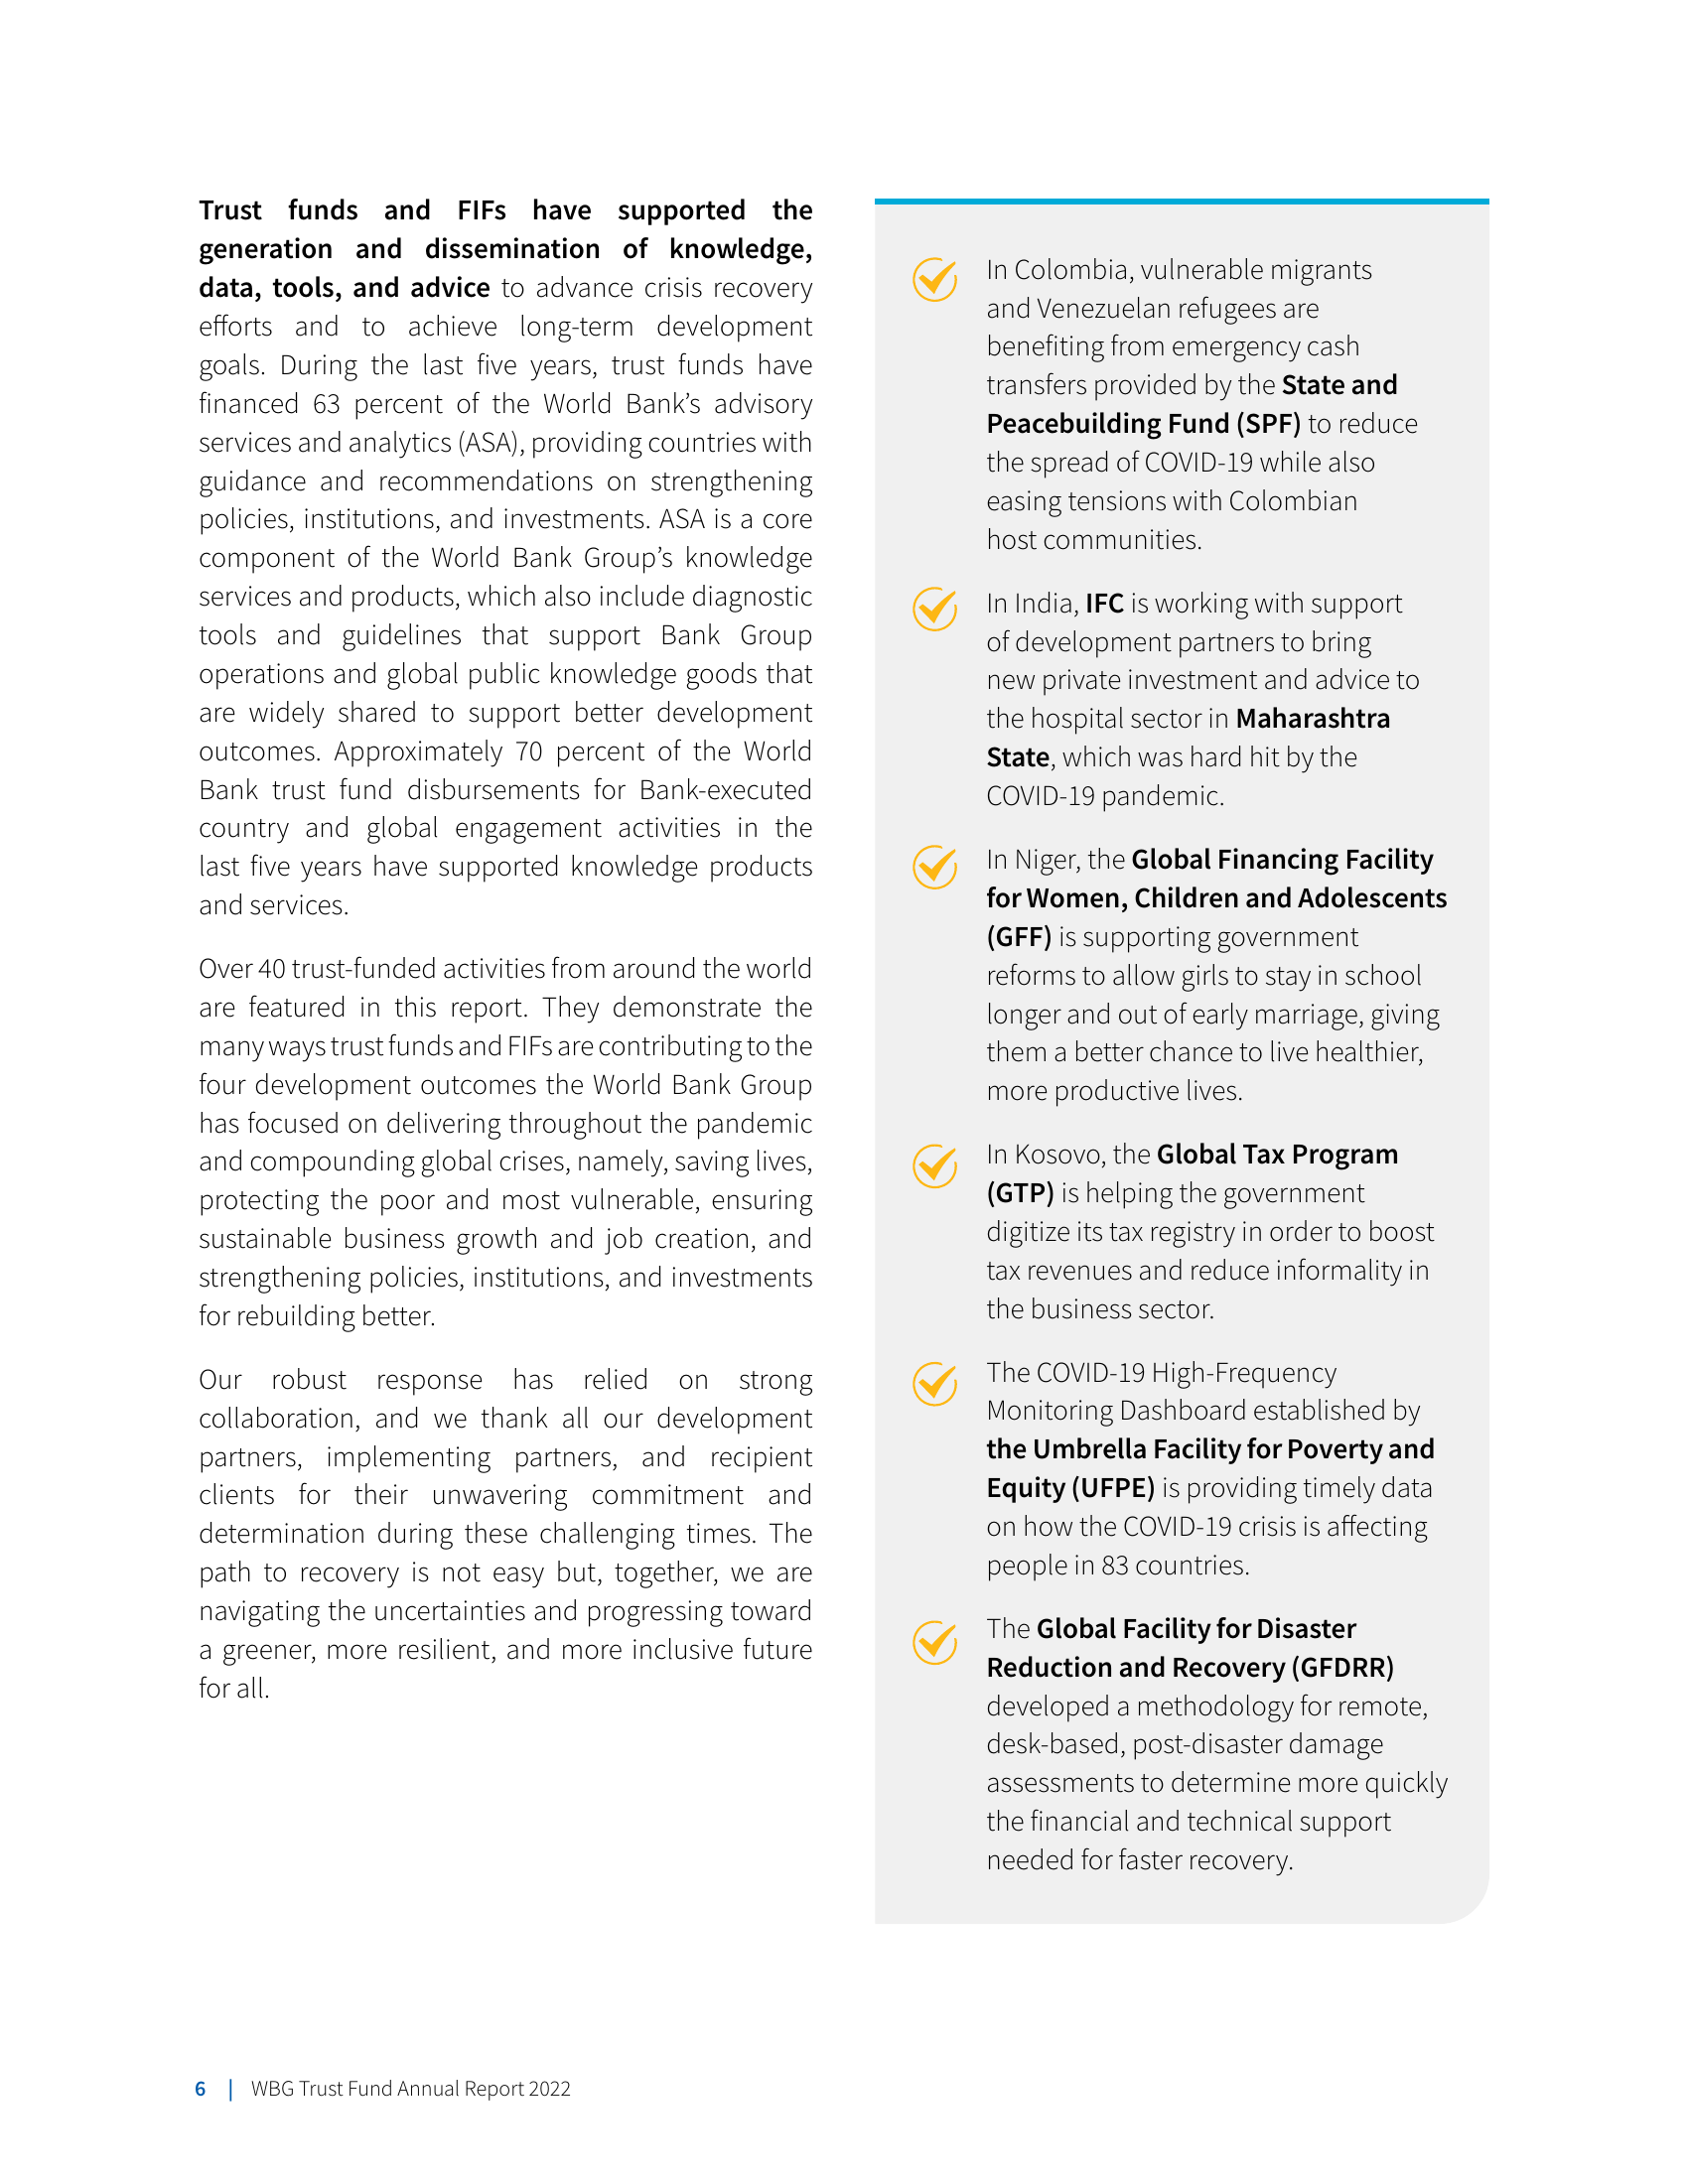 Trust funds and FIFs have supported the
generation and dissemination of knowledge,
data, tools, and advice to advance crisis recovery
efforts and to achieve long-term development
goals. During the last five years, trust funds have
financed 63 percent of the World Bank’s advisory
services and analytics (ASA), providing countries with
guidance and recommendations on strengthening
policies, institutions, and investments. ASA is a core
component of the World Bank Group’s knowledge
services and products, which also include diagnostic
tools and guidelines that support Bank Group
operations and global public knowledge goods that
are widely shared to support better development
outcomes. Approximately 70 percent of the World
Bank trust fund disbursements for Bank-executed
country and global engagement activities in the
last five years have supported knowledge products
and services.
Over 40 trust-funded activities from around the world
are featured in this report. They demonstrate the
many ways trust funds and FIFs are contributing to the
four development outcomes the World Bank Group
has focused on delivering throughout the pandemic
and compounding global crises, namely, saving lives,
protecting the poor and most vulnerable, ensuring
sustainable business growth and job creation, and
strengthening policies, institutions, and investments
for rebuilding better.
Our robust response has relied on strong
collaboration, and we thank all our development
partners, implementing partners, and recipient
clients for their unwavering commitment and
determination during these challenging times. The
path to recovery is not easy but, together, we are
navigating the uncertainties and progressing toward
a greener, more resilient, and more inclusive future
for all.
In Colombia, vulnerable migrants
and Venezuelan refugees are
benefiting from emergency cash
transfers provided by the State and
Peacebuilding Fund (SPF) to reduce
the spread of COVID-19 while also
easing tensions with Colombian
host communities.
In India, IFC is working with support
of development partners to bring
new private investment and advice to
the hospital sector in Maharashtra
State, which was hard hit by the
COVID-19 pandemic.
In Niger, the Global Financing Facility
for Women, Children and Adolescents
(GFF) is supporting government
reforms to allow girls to stay in school
longer and out of early marriage, giving
them a better chance to live healthier,
more productive lives.
In Kosovo, the Global Tax Program
(GTP) is helping the government
digitize its tax registry in order to boost
tax revenues and reduce informality in
the business sector.
The COVID-19 High-Frequency
Monitoring Dashboard established by
the Umbrella Facility for Poverty and
Equity (UFPE) is providing timely data
on how the COVID-19 crisis is affecting
people in 83 countries.
The Global Facility for Disaster
Reduction and Recovery (GFDRR)
developed a methodology for remote,
desk-based, post-disaster damage
assessments to determine more quickly
the financial and technical support
needed for faster recovery.
6 | WBG Trust Fund Annual Report 2022